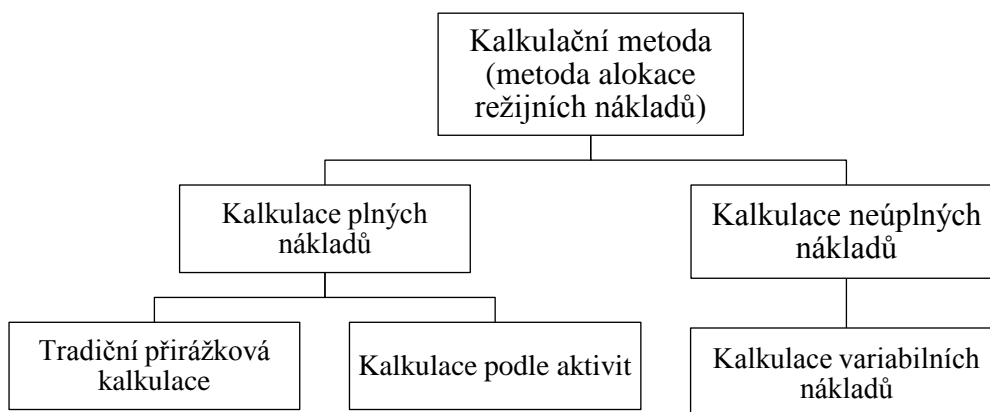 Kalkulační metoda
(metoda alokace
režijních nákladů)
Kalkulace plných
nákladů
Kalkulace neúplných
nákladů
Tradiční přirážková
kalkulace
Kalkulace podle aktivit
Kalkulace variabilních
nákladů